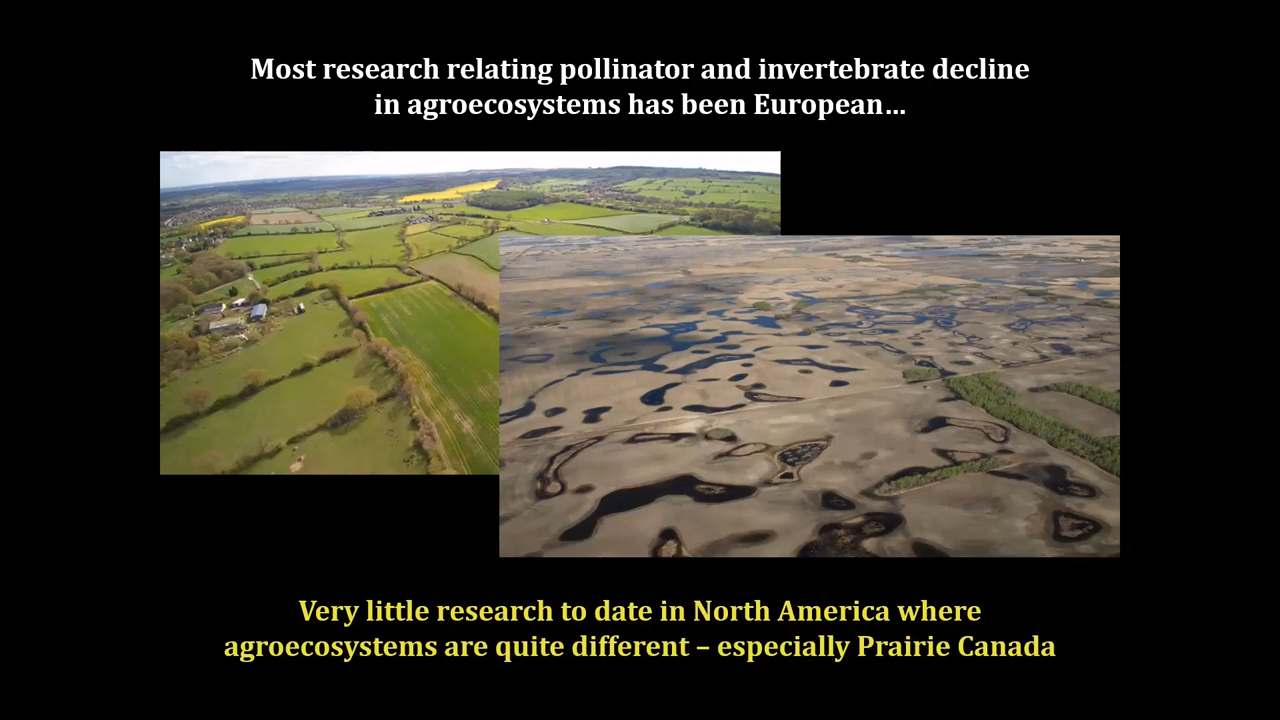 Most research relating pollinator and invertebrate decline
in agroecosystems has been European…
Very little research to date in North America where
agroecosystems are quite different – especially Prairie Canada